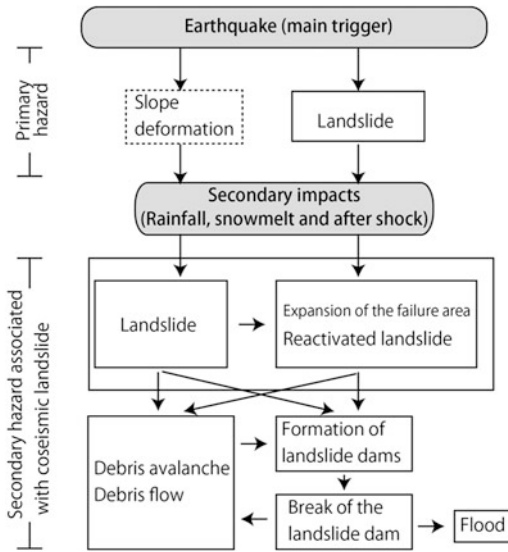 Earthquake (main trigger)
Primary
hazard
Slope
deformation
Landslide
Secondary impacts
(Rainfall, snowmelt and after shock)
Secondary hazard associated
with coseismic landslide
Landslide
Expansion of the failure area
Reactivated landslide
Debris avalanche
Debris flow
Formation of
landslide dams
Break of the
landslide dam
Flood